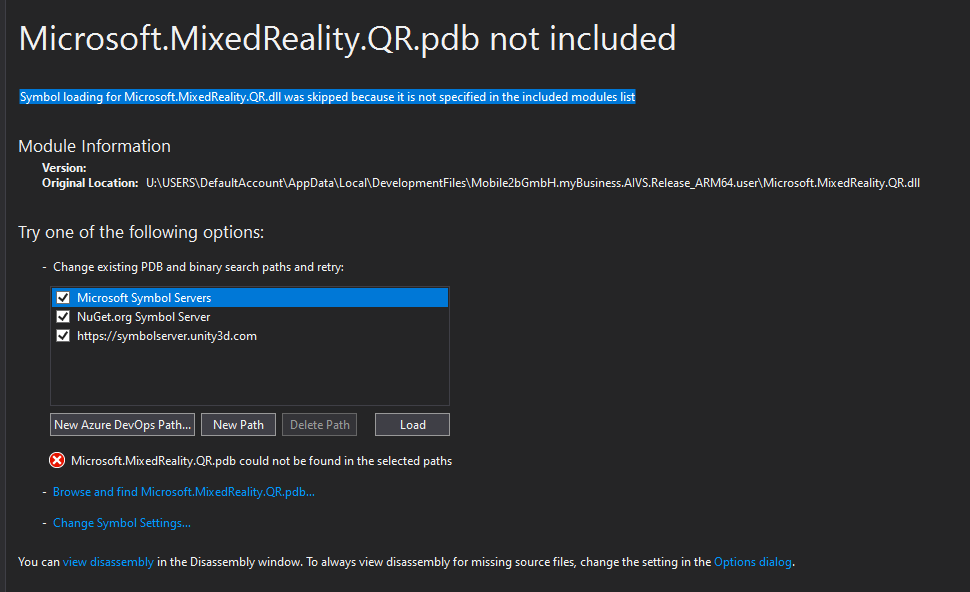 Microsoft.MixedReality.QR.pdb not included
Symbol loading for Microsoft.MixedReality.QR.dll was skipped because it is not specified in the included modules list
Module Information
Version:
Original Location: U:\USERS\DefaultAccount\AppData\Local\DevelopmentFiles\Mobile2bGmbH.myBusiness.AIVS.Release_ARM64.user\Microsoft.MixedReality.QR.dll
Try one of the following options:
- Change existing PDB and binary search paths and retry:
Microsoft Symbol Servers
NuGet.org Symbol Server
https://symbolserver.unity3d.com
New Azure DevOps Path... New Path Delete Path Load
Microsoft.MixedReality.QR.pdb could not be found in the selected paths
- Browse and find Microsoft.MixedReality.QR.pdb...
- Change Symbol Settings...
You can view disassembly in the Disassembly window. To always view disassembly for missing source files, change the setting in the Options dialog.